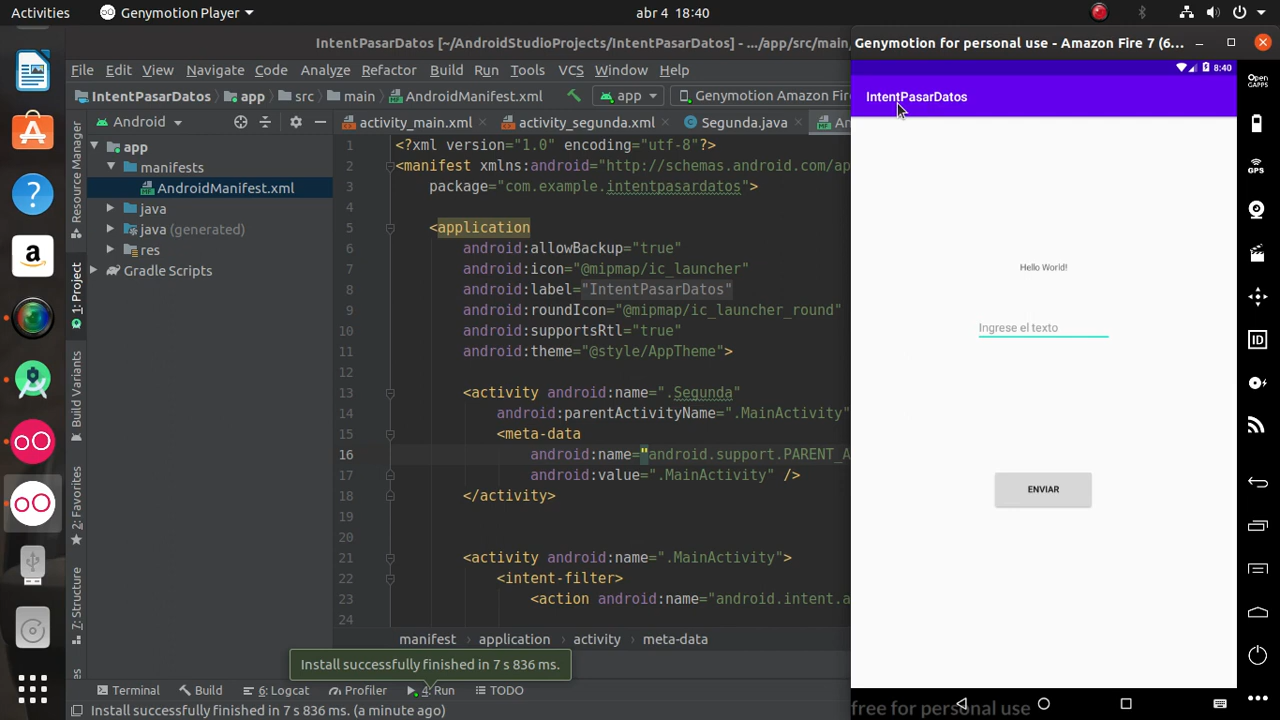 Activities
Genymotion Player
abr 4 18:40
IntentPasarDatos [~/AndroidStudioProjects/IntentPasarDatos] - .../app/src/main/
File Edit View Navigate Code Analyze Refactor Build Run Tools VCS Window Help
IntentPasarDatos app src main AndroidManifest.xml app Genymotion Amazon Fire
Android
activity_main.xml activity_segunda.xml Segunda.java
Resource Manager
1: Project
Build Variants
2: Favorites
7: Structure
app
manifests
AndroidManifest.xml
java
java (generated)
res
Gradle Scripts
1 <?xml version="1.0" encoding="utf-8"?>
2 <manifest xmlns:android="http://schemas.android.com/ap
3 package="com.example.intentpasardatos">
4
5 <application
6 android:allowBackup="true"
7 android:icon="@mipmap/ic_launcher"
8 android:label="IntentPasarDatos"
9 android:roundIcon="@mipmap/ic_launcher_round"
10 android:supportsRtl="true"
11 android:theme="@style/AppTheme">
12
13 <activity android:name=".Segunda"
14 android:parentActivityName=".MainActivity"
15 <meta-data
16 android:name="android.support.PARENT_A
17 android:value=".MainActivity" />
18 </activity>
19
20
21 <activity android:name=".MainActivity">
22 <intent-filter>
23 <action android:name="android.intent.a
24
manifest application activity meta-data
Install successfully finished in 7 s 836 ms.
Terminal Build 6: Logcat Profiler 4: Run TODO
Install successfully finished in 7 s 836 ms. (a minute ago)
Genymotion for personal use - Amazon Fire 7 (6...
8:40
IntentPasarDatos
Hello World!
Ingrese el texto
ENVIAR
free for personal use
OPEN GAPPS
GPS
ID